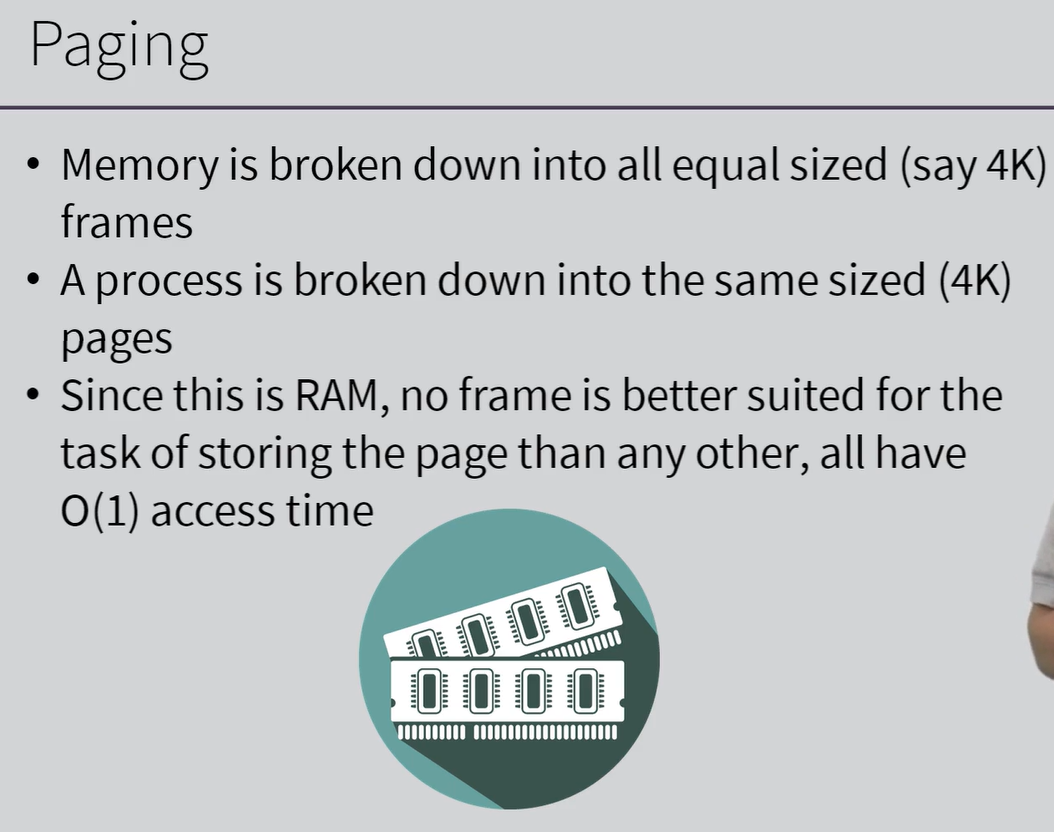 Paging
• Memory is broken down into all equal sized (say 4K)
frames
• A process is broken down into the same sized (4K)
pages
• Since this is RAM, no frame is better suited for the
task of storing the page than any other, all have
O(1) access time